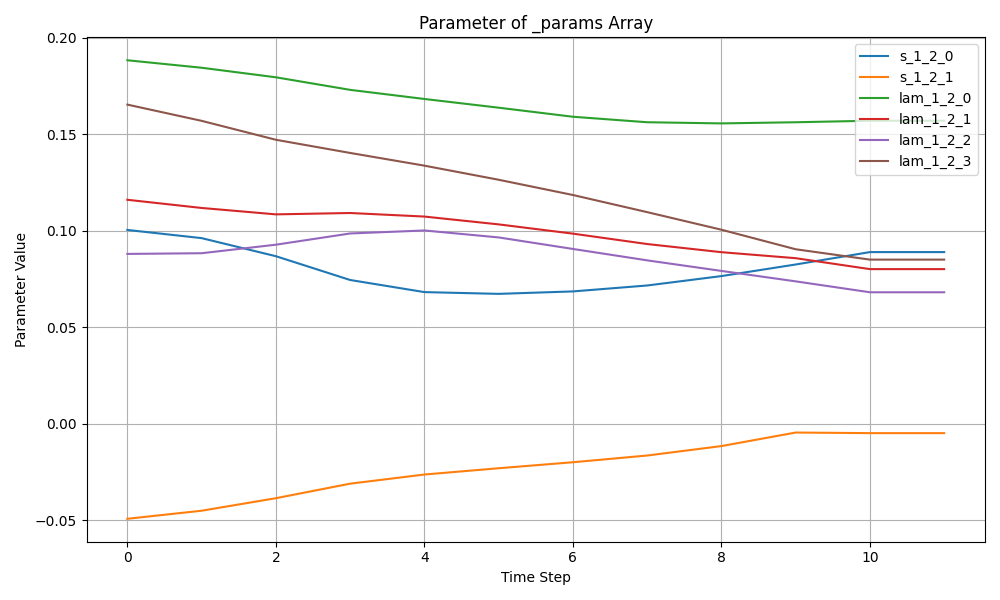 Parameter of _params Array
Parameter Value
0.20
0.15
0.10
0.05
0.00
−0.05
0
2
4
6
8
10
Time Step
s_1_2_0
s_1_2_1
lam_1_2_0
lam_1_2_1
lam_1_2_2
lam_1_2_3